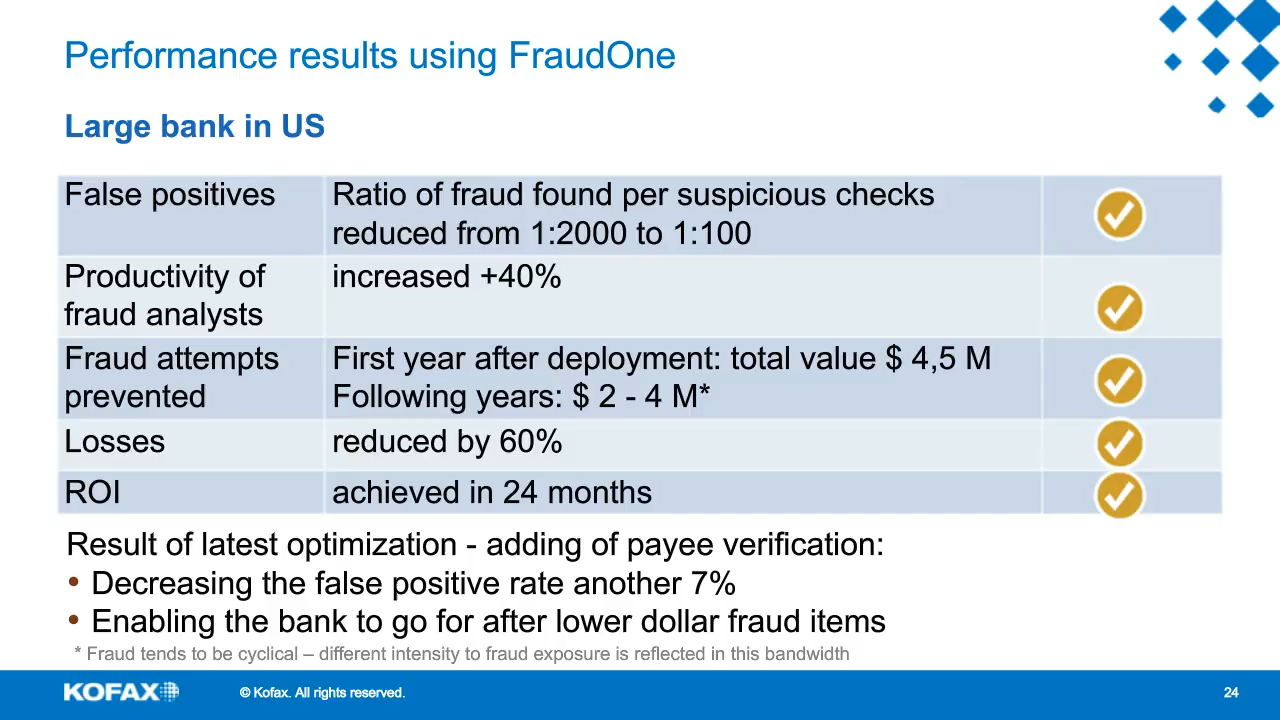 Performance results using FraudOne
Large bank in US
False positives
Ratio of fraud found per suspicious checks
reduced from 1:2000 to 1:100
Productivity of
fraud analysts
increased +40%
Fraud attempts
prevented
First year after deployment: total value $ 4,5 M
Following years: $ 2 - 4 M*
Losses
reduced by 60%
ROI
achieved in 24 months
Result of latest optimization - adding of payee verification:
• Decreasing the false positive rate another 7%
• Enabling the bank to go for after lower dollar fraud items
* Fraud tends to be cyclical – different intensity to fraud exposure is reflected in this bandwidth
KOFAX
© Kofax. All rights reserved.
24